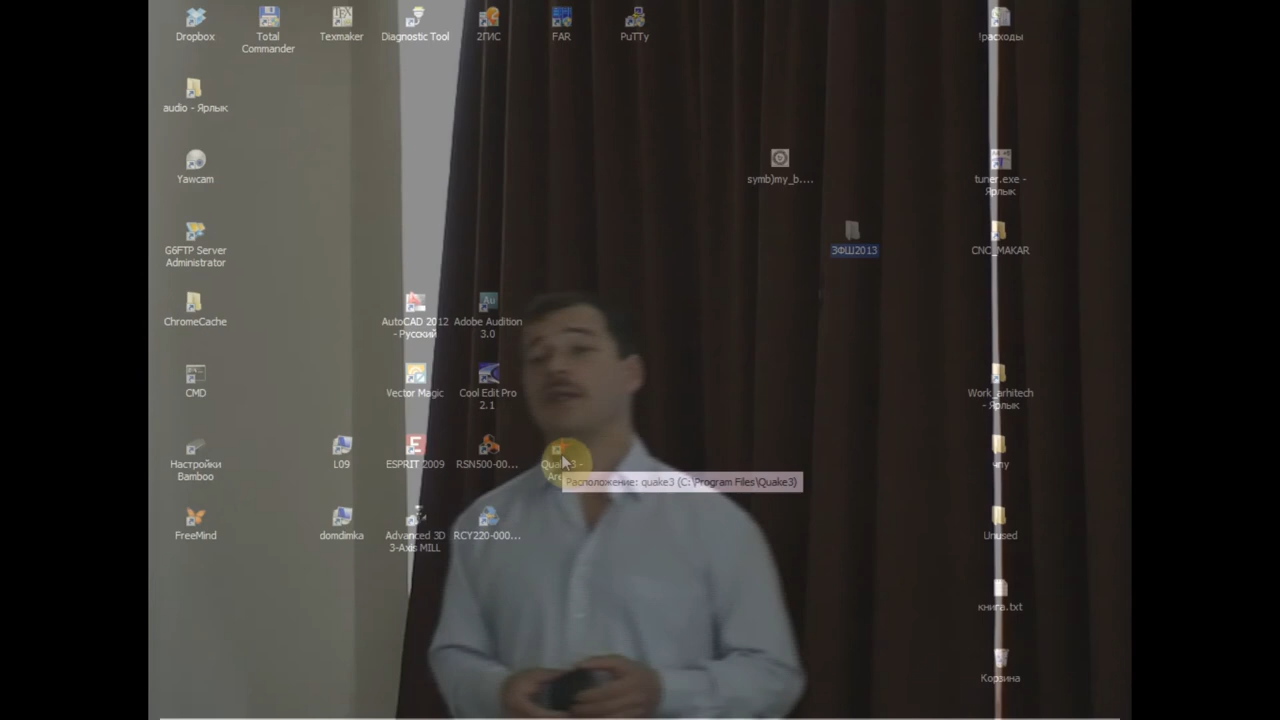 Dropbox
Total
Commander
Texmaker
Diagnostic Tool
2ГИС
FAR
PuTTy
!расходы
audio - Ярлык
Yawcam
symb)my_b....
tuner.exe -
Ярлык
G6FTP Server
Administrator
ЗФШ2013
CNC_MAKAR
ChromeCache
AutoCAD 2012
- Русский
Adobe Audition
3.0
CMD
Vector Magic
Cool Edit Pro
2.1
Work_arhitech
- Ярлык
Настройки
Bamboo
L09
ESPRIT 2009
RSN500-00...
Quake3 -
чпу
Расположение: quake3 (C:\Program Files\Quake3)
FreeMind
domdimka
Advanced 3D
3-Axis MILL
RCY220-000...
Unused
книга.txt
Корзина